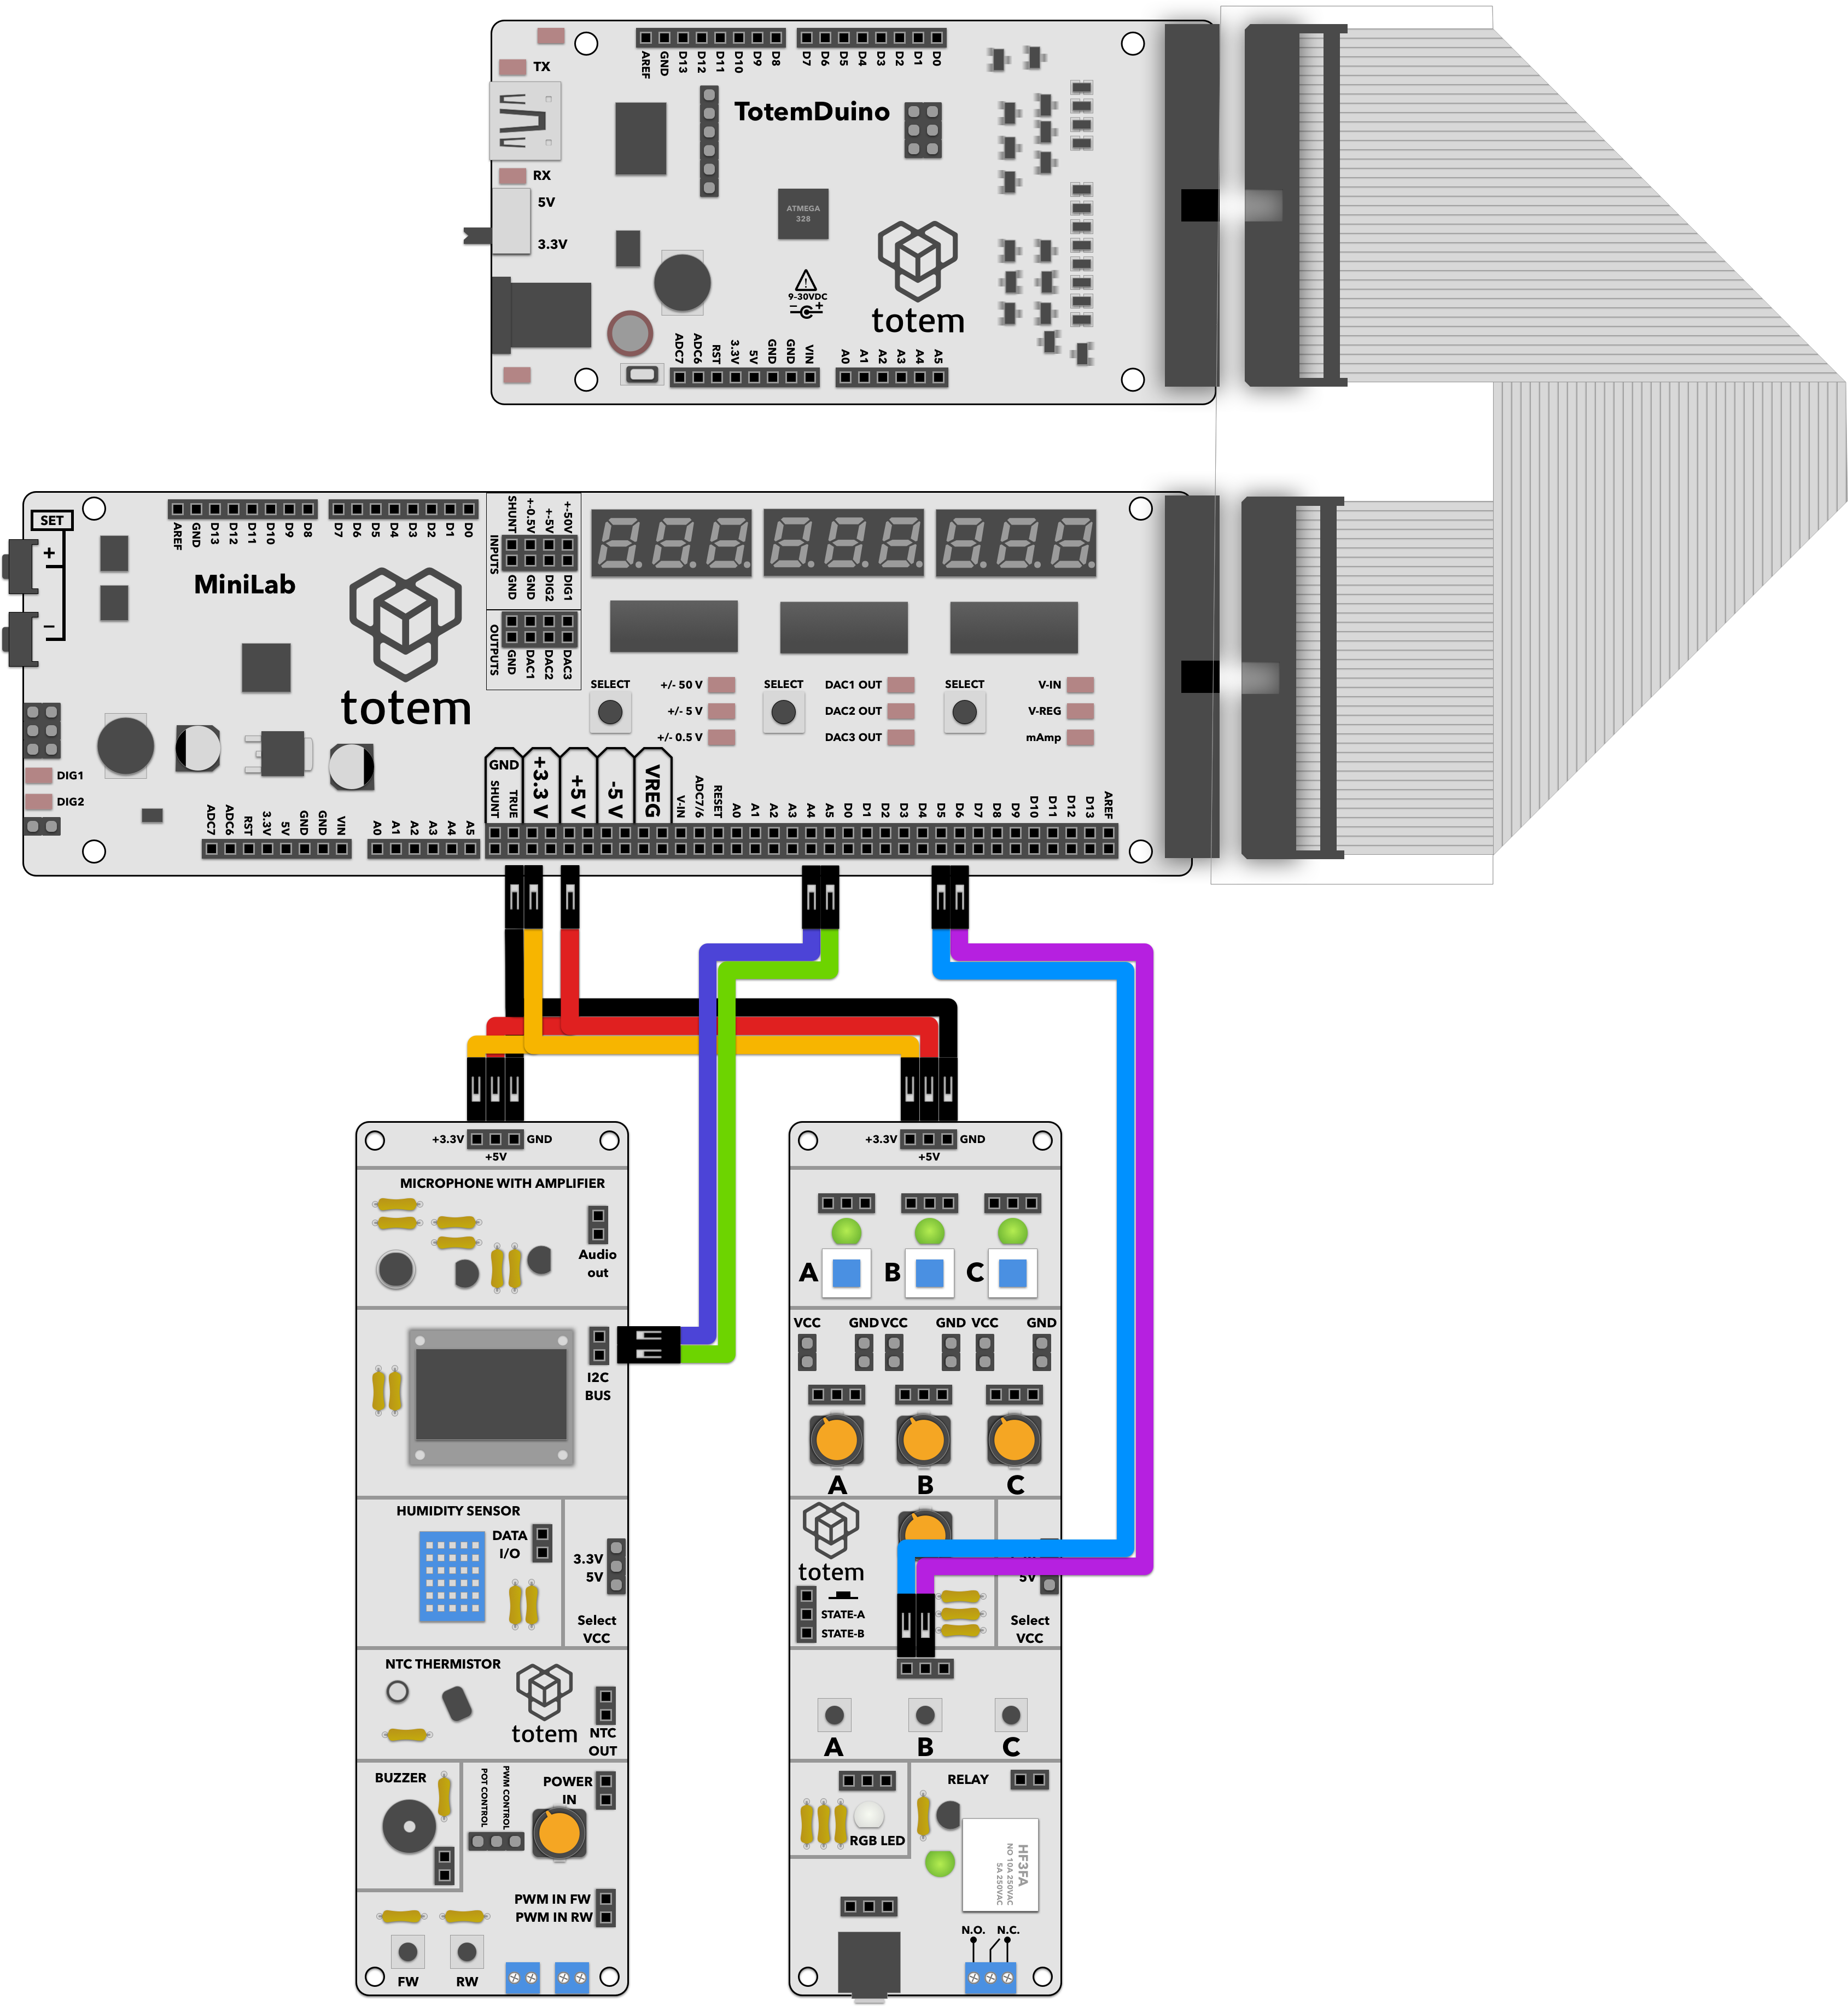 TX
AREF
GND
D13
D12
D11
D10
D9
D8
D7
D6
D5
D4
D3
D2
D1
D0
TotemDuino
RX
5V
3.3V
ATMEGA
328
9-30VDC
- +
totem
ADC7
ADC6
RST
3.3V
5V
GND
GND
VIN
A0
A1
A2
A3
A4
A5
SET
+
-
AREF
GND
D13
D12
D11
D10
D9
D8
D7
D6
D5
D4
D3
D2
D1
D0
MiniLab
totem
INPUTS
SHUNT
+-0.5V
+-5V
+-50V
GND
GND
DIG2
DIG1
OUTPUTS
GND
DAC1
DAC2
DAC3
SELECT
+/- 50 V
+/- 5 V
+/- 0.5 V
SELECT
DAC1 OUT
DAC2 OUT
DAC3 OUT
SELECT
V-IN
V-REG
mAmp
DIG1
DIG2
ADC7
ADC6
RST
3.3V
5V
GND
GND
VIN
A0
A1
A2
A3
A4
A5
GND
SHUNT
TRUE
+3.3 V
+5 V
-5 V
VREG
V-IN
ADC7/6
RESET
A0
A1
A2
A3
A4
A5
D0
D1
D2
D3
D4
D5
D6
D7
D8
D9
D10
D11
D12
D13
AREF
+3.3V
GND
+5V
MICROPHONE WITH AMPLIFIER
Audio
out
I2C
BUS
HUMIDITY SENSOR
DATA
I/O
3.3V
5V
Select
VCC
NTC THERMISTOR
totem
NTC
OUT
BUZZER
POT CONTROL
PWM CONTROL
POWER
IN
PWM IN FW
PWM IN RW
FW
RW
+3.3V
GND
+5V
A
B
C
VCC
GND
VCC
GND
VCC
GND
A
B
C
totem
STATE-A
STATE-B
5V
Select
VCC
A
B
C
RGB LED
RELAY
HF3FA
NO 10A 250VAC
5A 250VAC
N.O.
N.C.